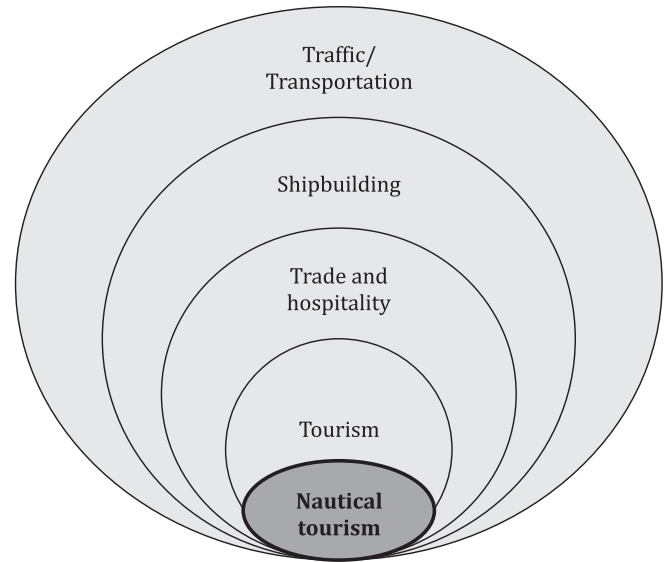 Traffic/
Transportation
Shipbuilding
Trade and
hospitality
Tourism
Nautical
tourism